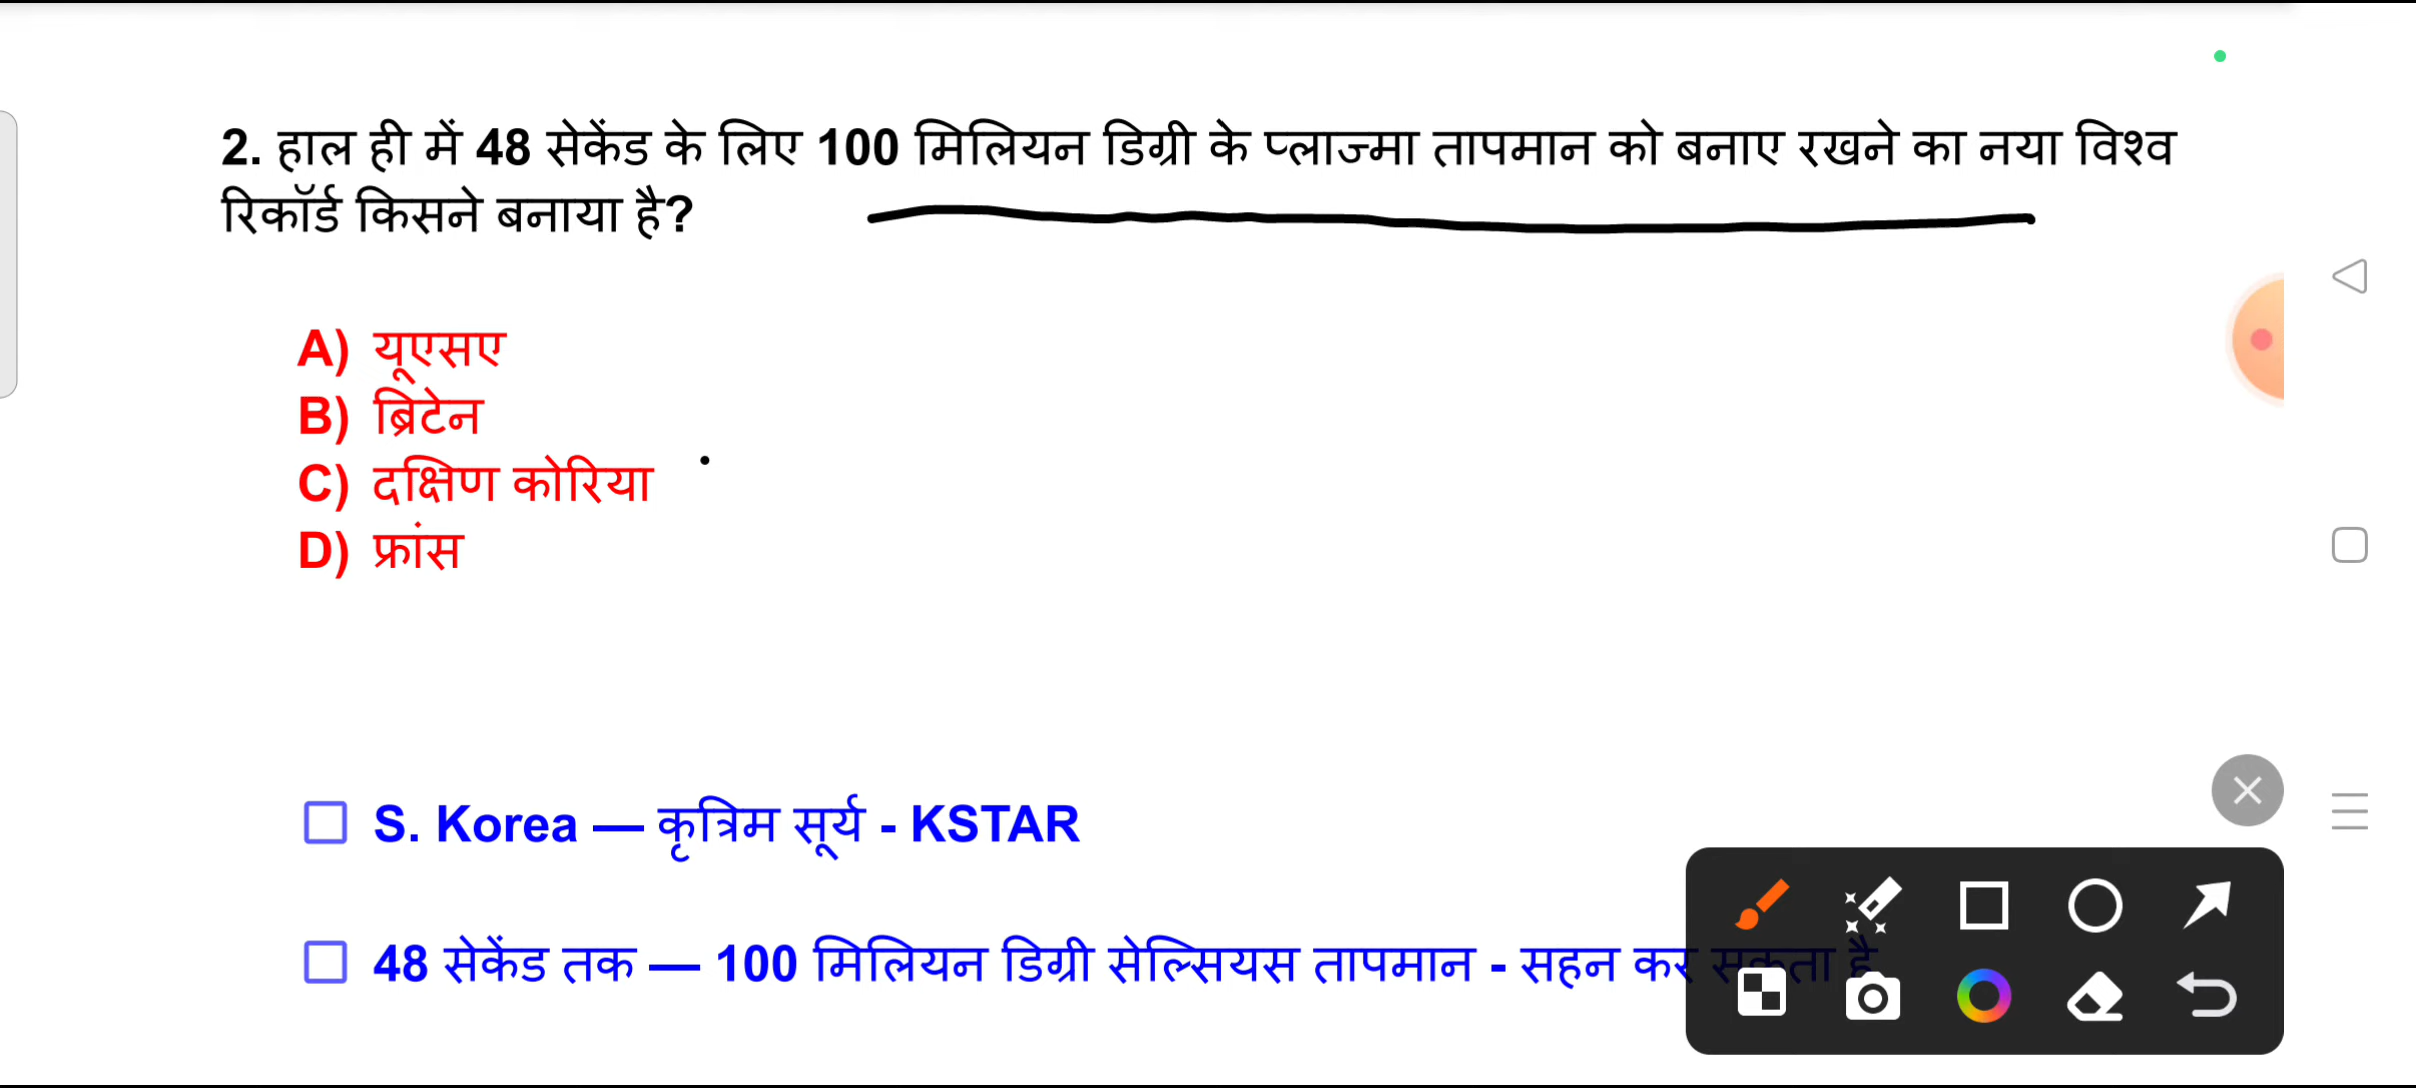 2. हाल ही में 48 सेकेंड के लिए 100 मिलियन डिग्री के प्लाज्मा तापमान को बनाए रखने का नया विश्व
रिकॉर्ड किसने बनाया है?
A) यूएसए
B) ब्रिटेन
C) दक्षिण कोरिया
D) फ्रांस
S. Korea — कृत्रिम सूर्य - KSTAR
48 सेकेंड तक — 100 मिलियन डिग्री सेल्सियस तापमान - सहन कर सकता है